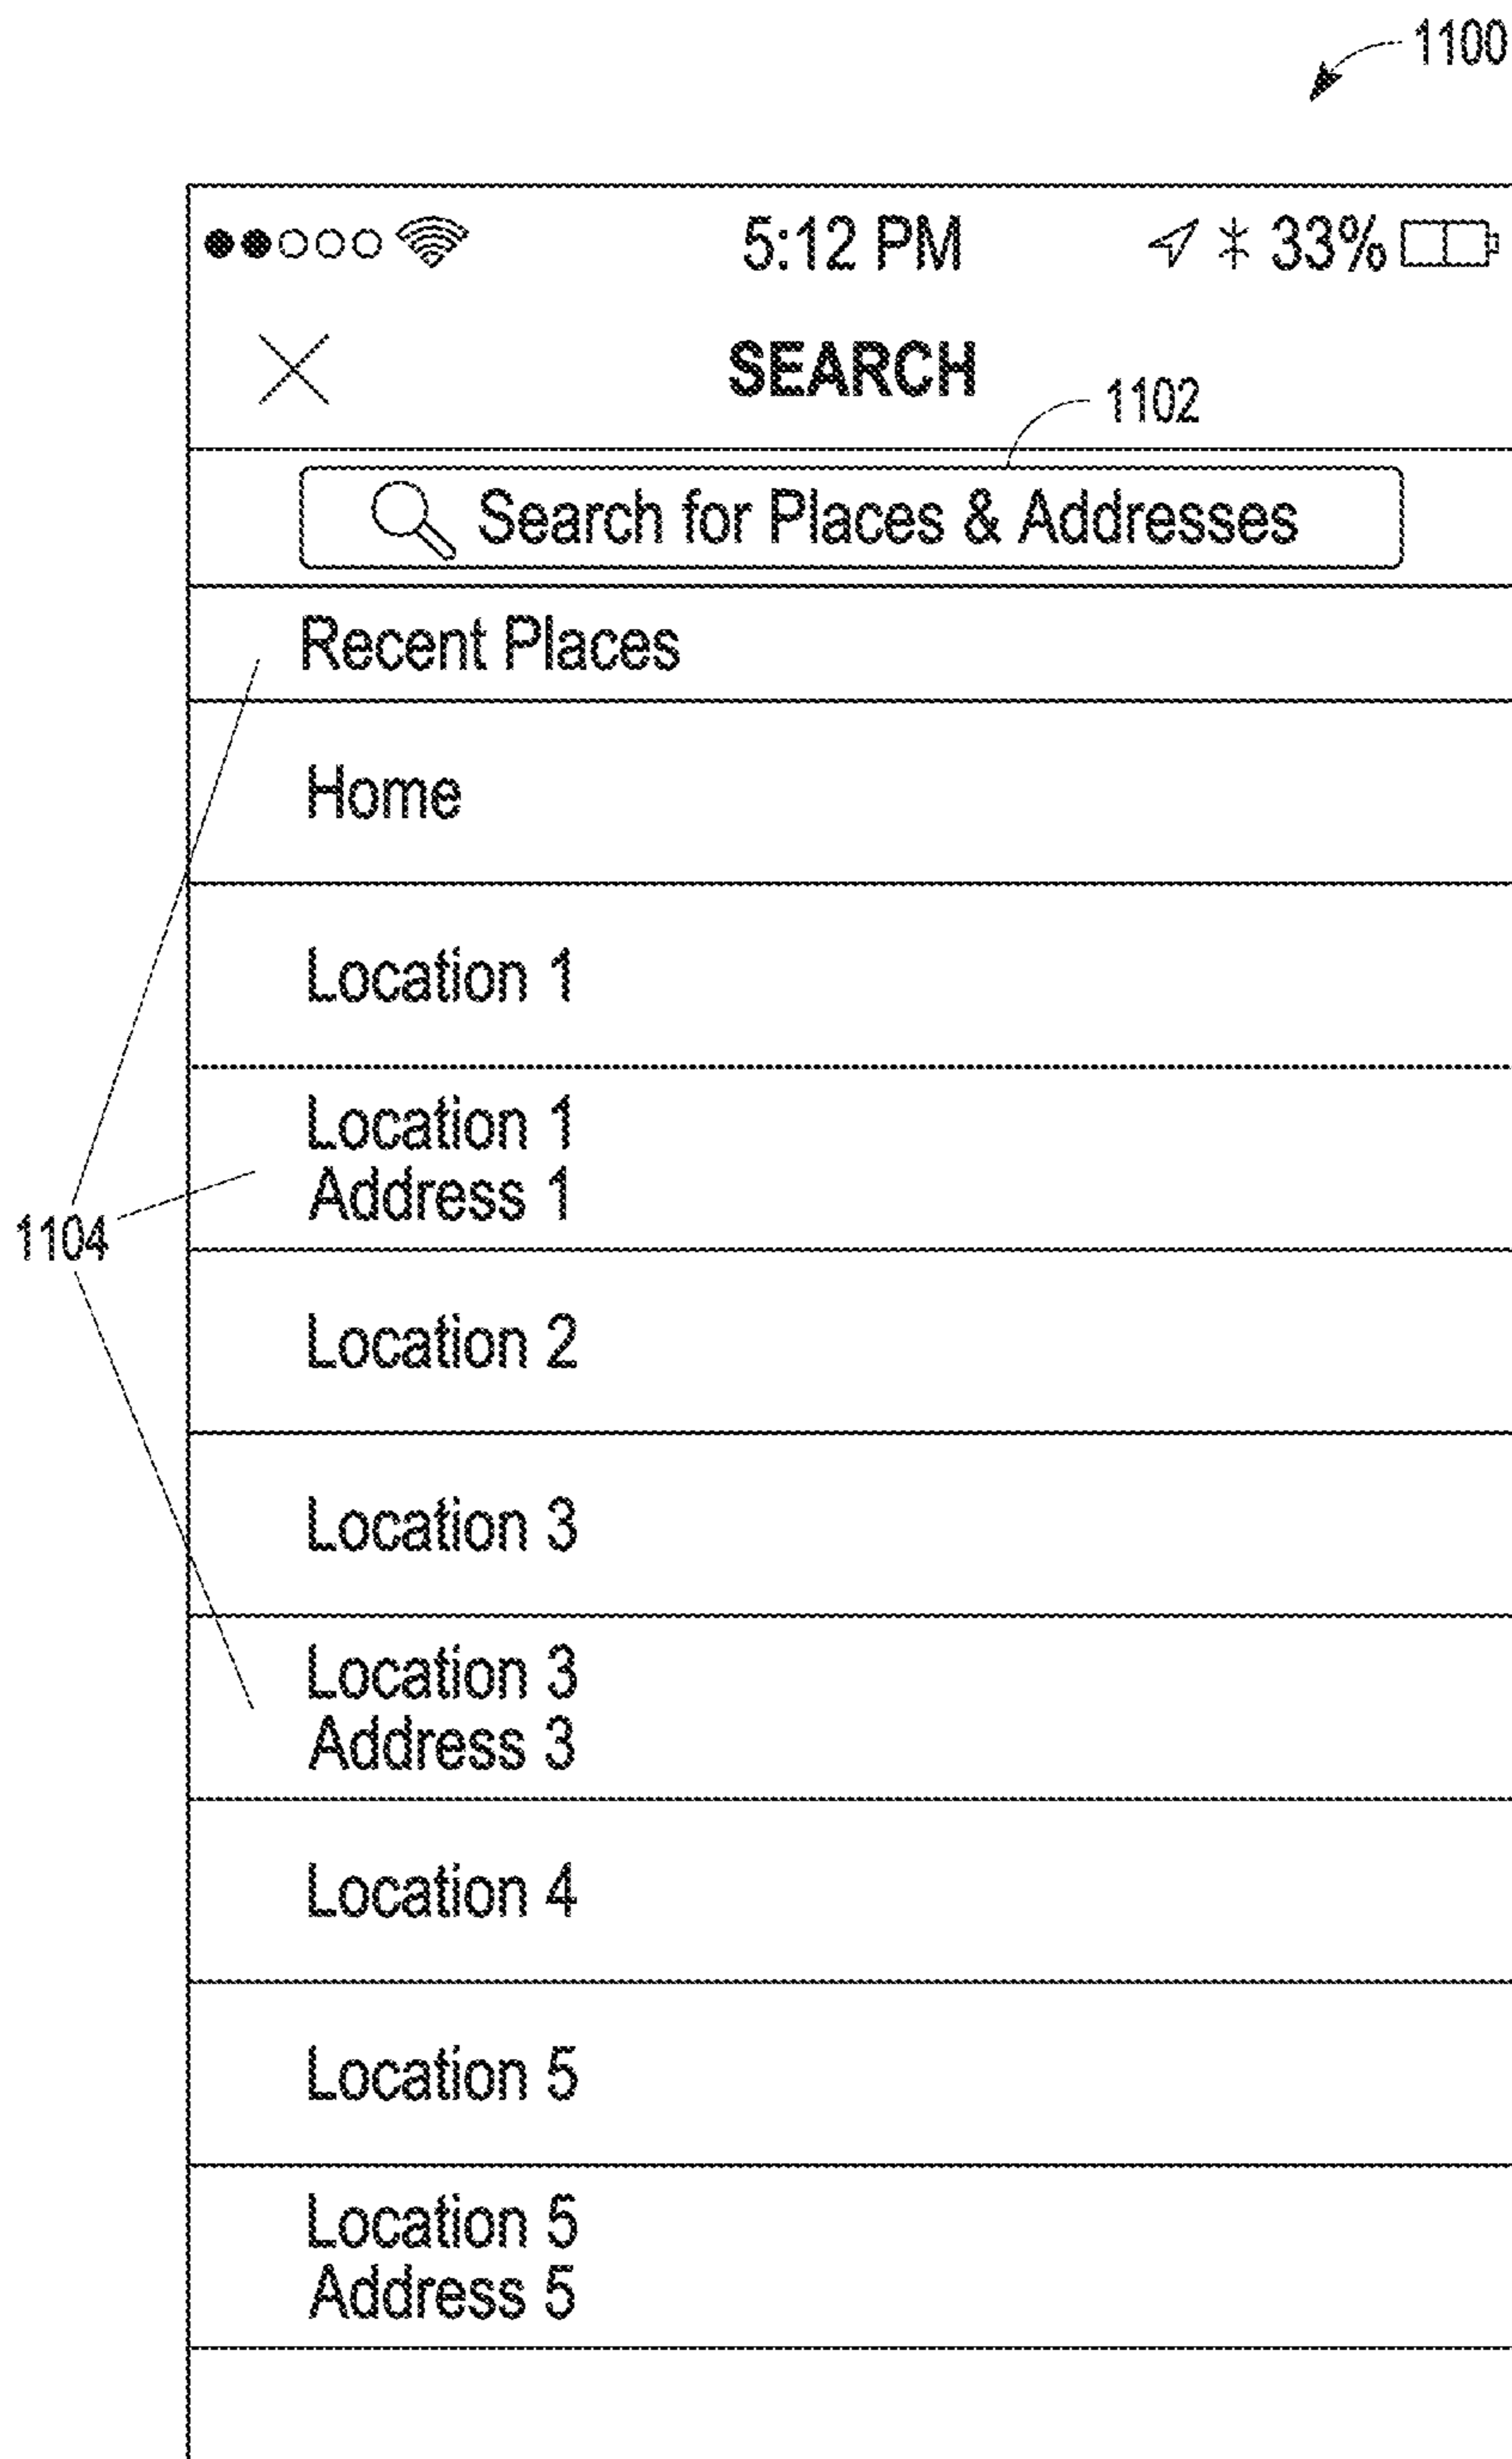 1100
5:12 PM 33%
SEARCH
1102
Search for Places & Addresses
Recent Places
Home
Location 1
Location 1
Address 1
1104
Location 2
Location 3
Location 3
Address 3
Location 4
Location 5
Location 5
Address 5